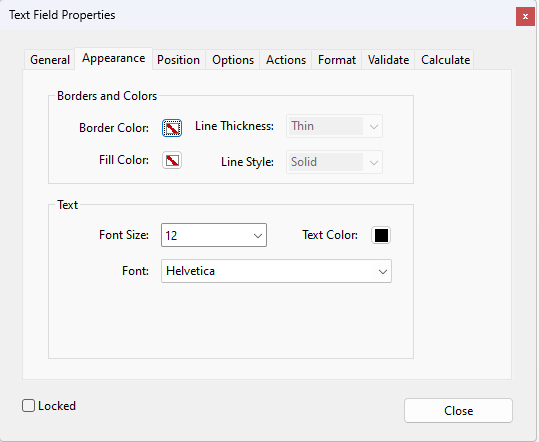 Text Field Properties
x
General Appearance Position Options Actions Format Validate Calculate
Borders and Colors
Border Color: Line Thickness: Thin
Fill Color: Line Style: Solid
Text
Font Size: 12 Text Color:
Font: Helvetica
Locked
Close